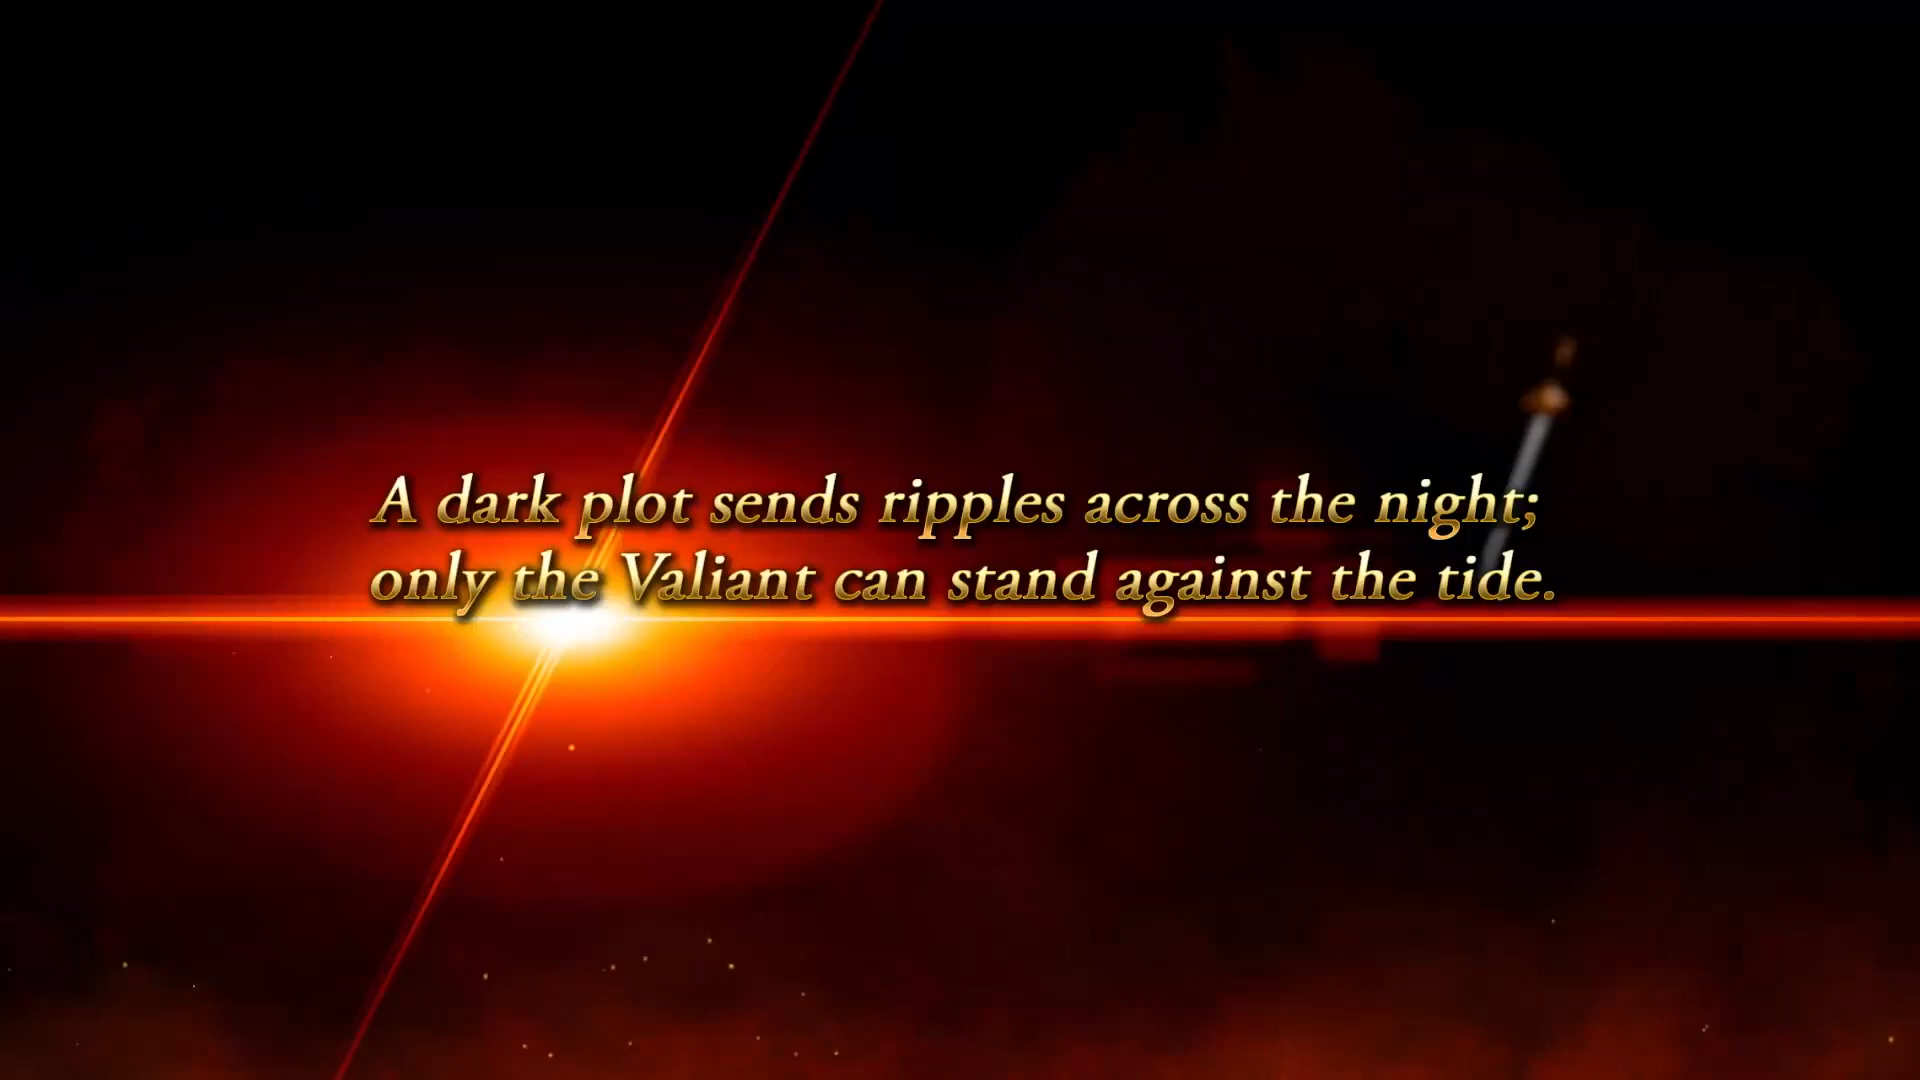 A dark plot sends ripples across the night;
only the Valiant can stand against the tide.